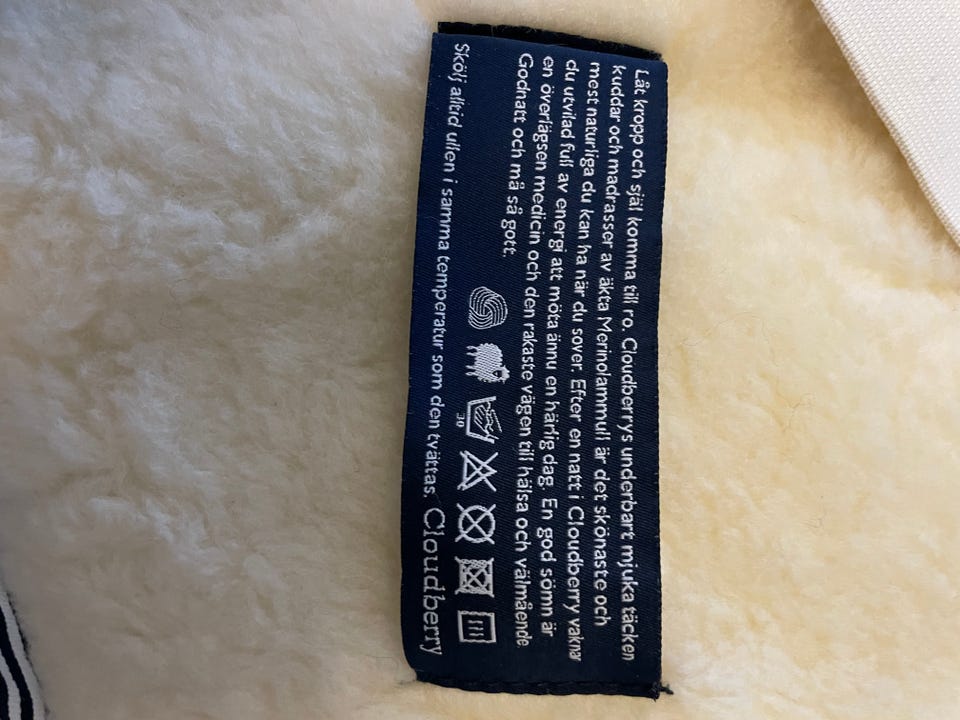 Låt kropp och själ komma till ro. Cloudberrys underbart mjuka täcken
kuddar och madrasser av äkta Merinolammull är det skönaste och
mest naturliga du kan ha när du sover. Efter en natt i Cloudberry vaknar
du utvilad full av energi att möta ännu en härlig dag. En god sömn är
en överlägsen medicin och den rakaste vägen till hälsa och välmående
Godnatt och må så gott.
30
Skölj alltid ullen i samma temperatur som den tvättas. Cloudberry